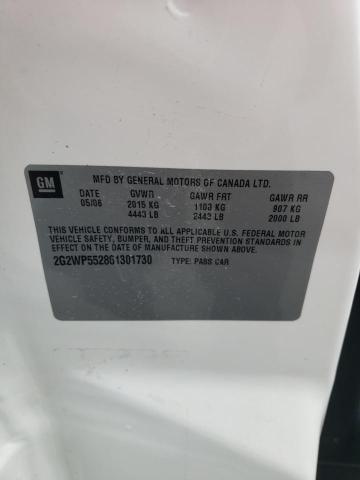 GM
MFD BY GENERAL MOTORS OF CANADA LTD.
DATE GVWR GAWR FRT GAWR RR
05/06 2015 KG 1103 KG 907 KG
4443 LB 2443 LB 2000 LB
THIS VEHICLE CONFORMS TO ALL APPLICABLE U.S. FEDERAL MOTOR
VEHICLE SAFETY, BUMPER, AND THEFT PREVENTION STANDARDS IN
EFFECT ON THE DATE OF MANUFACTURE SHOWN ABOVE.
2G2WP552861301730 TYPE: PASS CAR